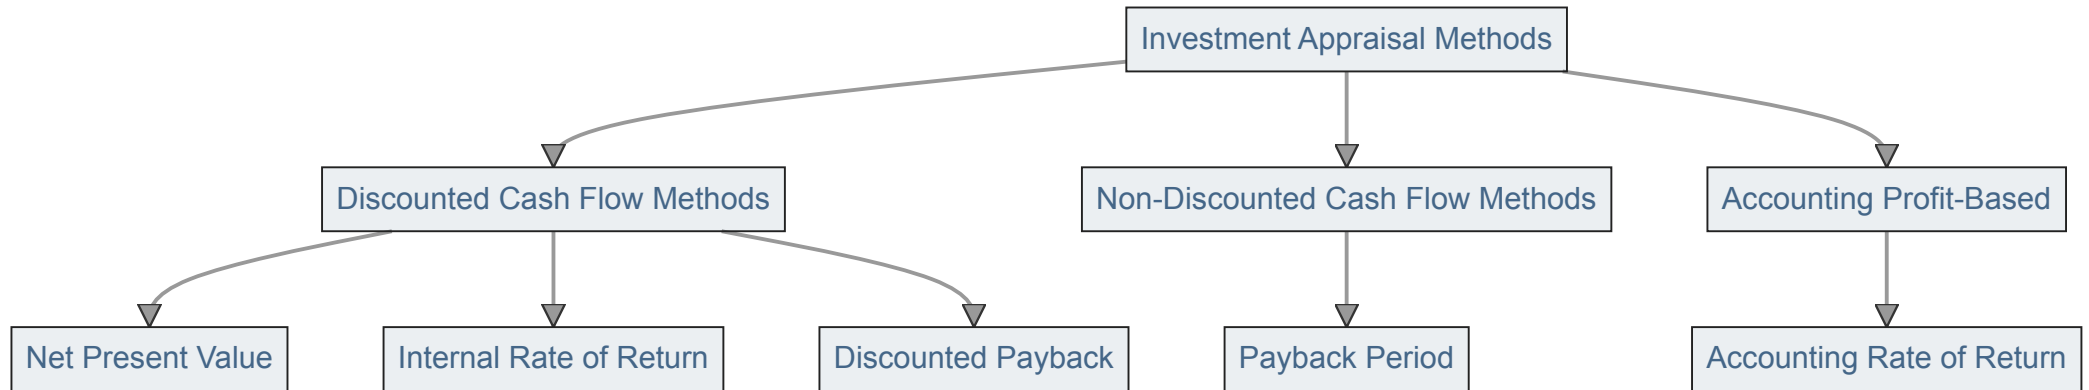 Investment Appraisal Methods
Discounted Cash Flow Methods
Non-Discounted Cash Flow Methods
Accounting Profit-Based
Net Present Value
Internal Rate of Return
Discounted Payback
Payback Period
Accounting Rate of Return